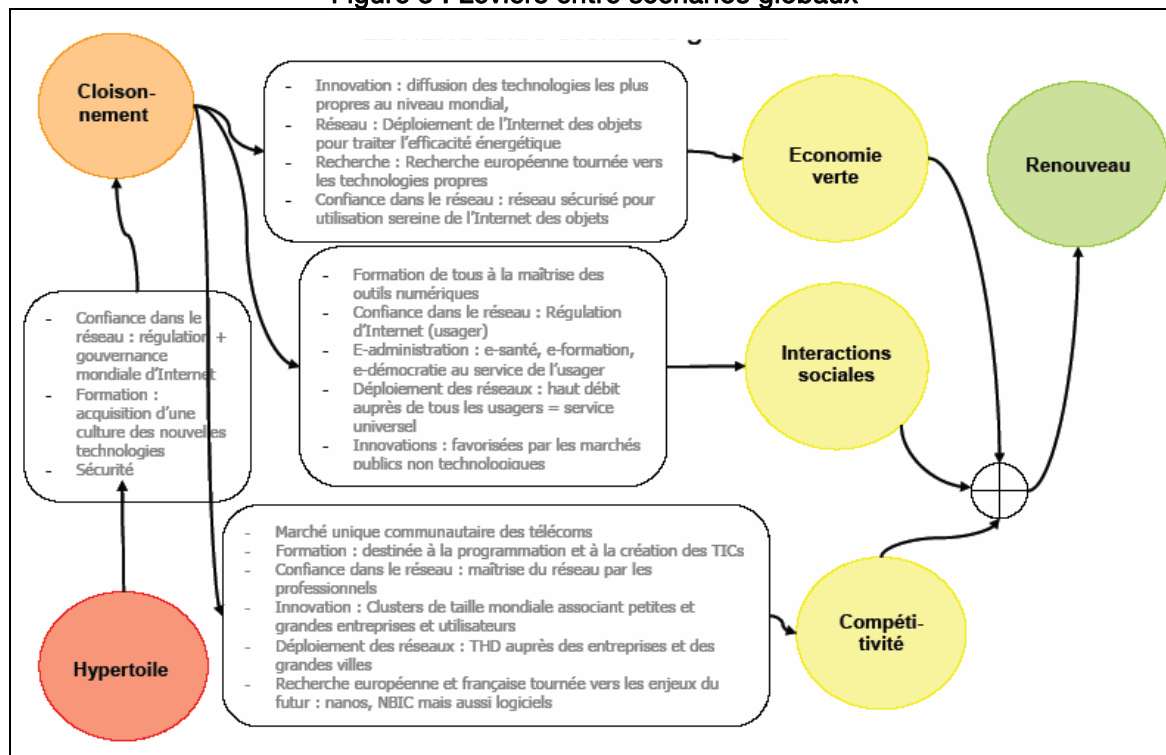 Cloison-
nement
- Innovation : diffusion des technologies les plus
propres au niveau mondial,
- Réseau : Déploiement de l'Internet des objets
pour traiter l'efficacité énergétique
- Recherche : Recherche européenne tournée vers
les technologies propres
- Confiance dans le réseau : réseau sécurisé pour
utilisation sereine de l'Internet des objets
Economie
verte
Renouveau
- Confiance dans le
réseau : régulation +
gouvernance
mondiale d'Internet
- Formation :
acquisition d'une
culture des nouvelles
technologies
- Sécurité
- Formation de tous à la maîtrise des
outils numériques
- Confiance dans le réseau : Régulation
d'Internet (usager)
- E-administration : e-santé, e-formation,
e-démocratie au service de l'usager
- Déploiement des réseaux : haut débit
auprès de tous les usagers = service
universel
- Innovations : favorisées par les marchés
publics non technologiques
Interactions
sociales
Hypertoile
- Marché unique communautaire des télécoms
- Formation : destinée à la programmation et à la création des TICs
- Confiance dans le réseau : maîtrise du réseau par les
professionnels
- Innovation : Clusters de taille mondiale associant petites et
grandes entreprises et utilisateurs
- Déploiement des réseaux : THD auprès des entreprises et des
grandes villes
- Recherche européenne et française tournée vers les enjeux du
futur : nanos, NBIC mais aussi logiciels
Compéti-
tivité